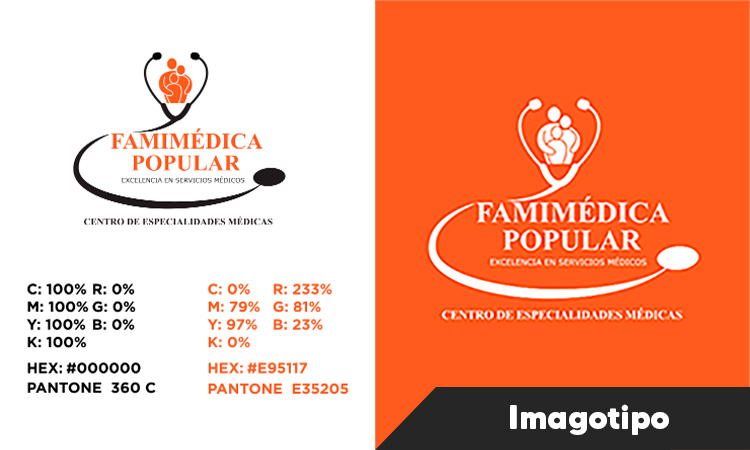 FAMIMÉDICA
POPULAR
EXCELENCIA EN SERVICIOS MÉDICOS
CENTRO DE ESPECIALIDADES MÉDICAS
C: 100% R: 0%
M: 100% G: 0%
Y: 100% B: 0%
K: 100%
HEX: #000000
PANTONE 360 C
C: 0% R: 233%
M: 79% G: 81%
Y: 97% B: 23%
K: 0%
HEX: #E95117
PANTONE E35205
FAMIMÉDICA
POPULAR
EXCELENCIA EN SERVICIOS MÉDICOS
CENTRO DE ESPECIALIDADES MÉDICAS
Imagotipo